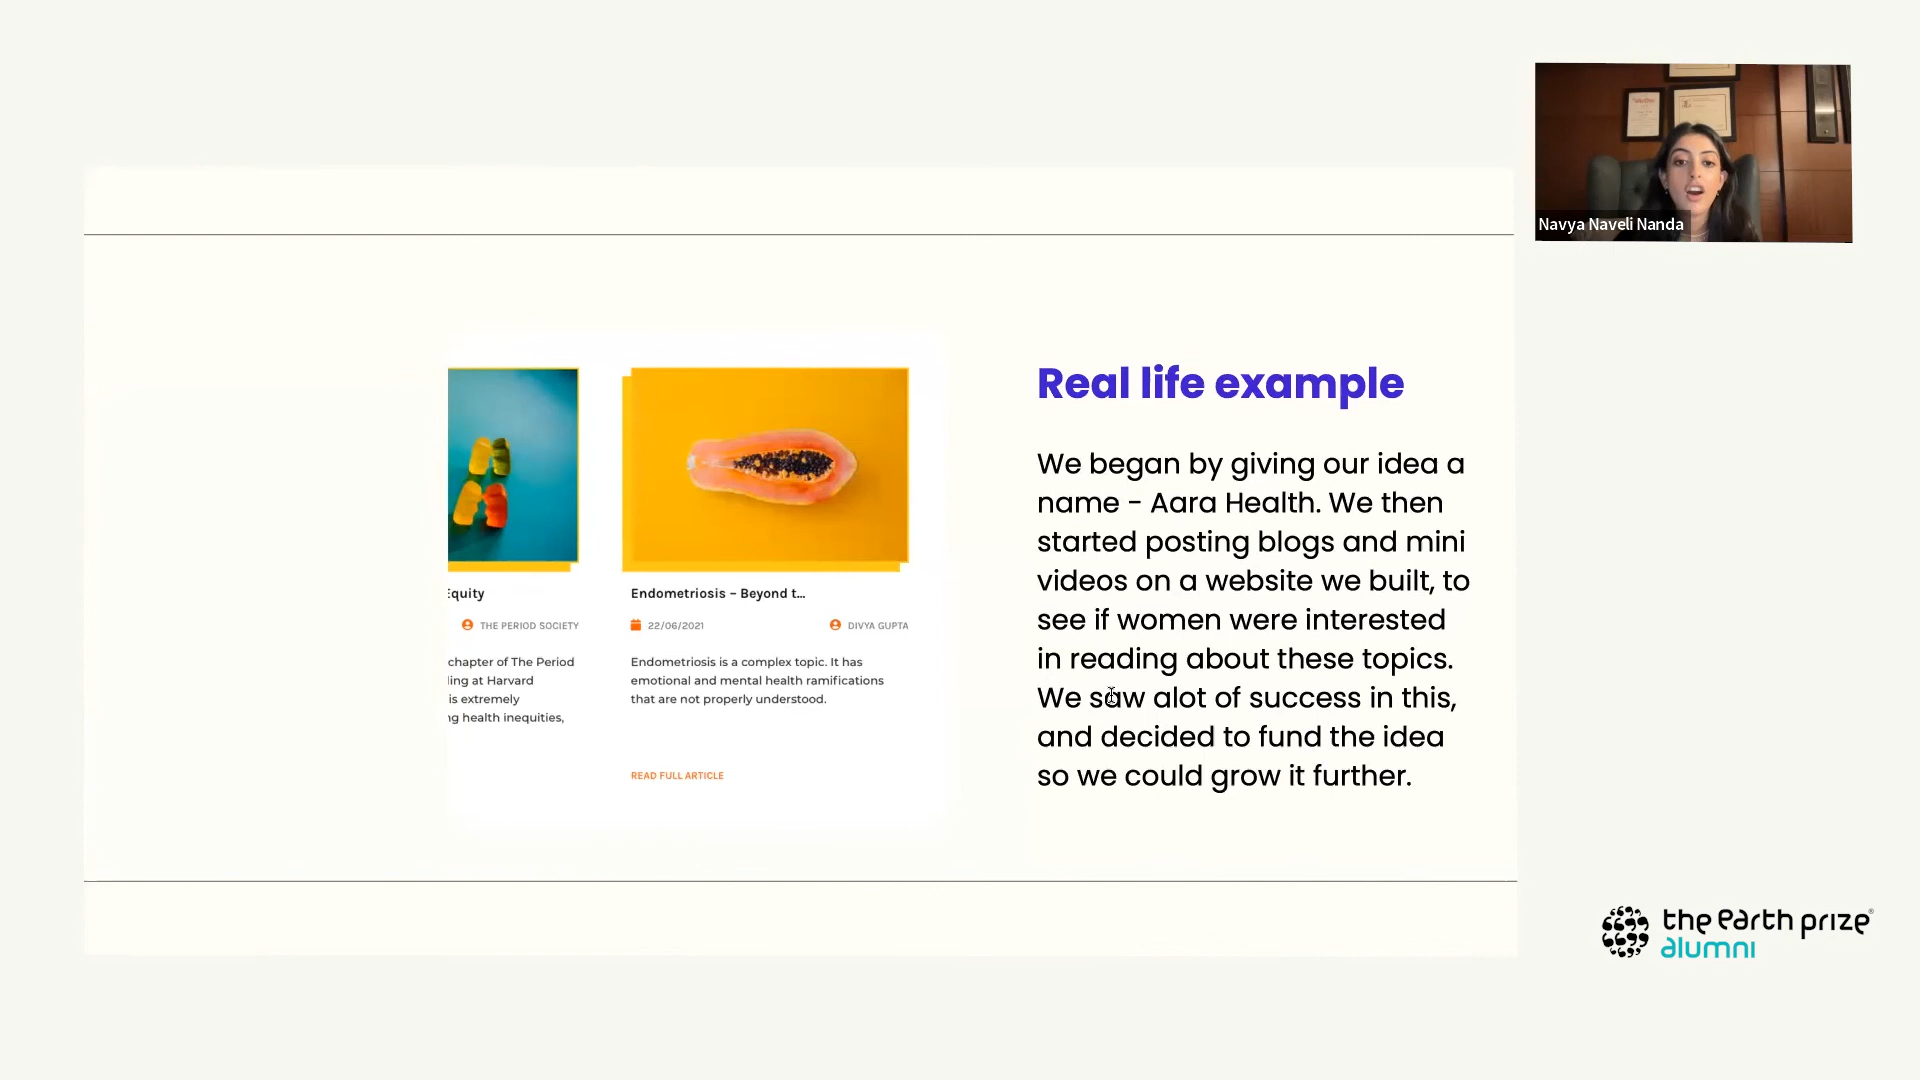 Navya Naveli Nanda
Real life example
We began by giving our idea a
name - Aara Health. We then
started posting blogs and mini
videos on a website we built, to
see if women were interested
in reading about these topics.
We saw alot of success in this,
and decided to fund the idea
so we could grow it further.
Equity
THE PERIOD SOCIETY
chapter of The Period
ing at Harvard
is extremely
ng health inequities,
Endometriosis – Beyond t...
22/06/2021 DIVYA GUPTA
Endometriosis is a complex topic. It has
emotional and mental health ramifications
that are not properly understood.
READ FULL ARTICLE
the earth prize®
alumni